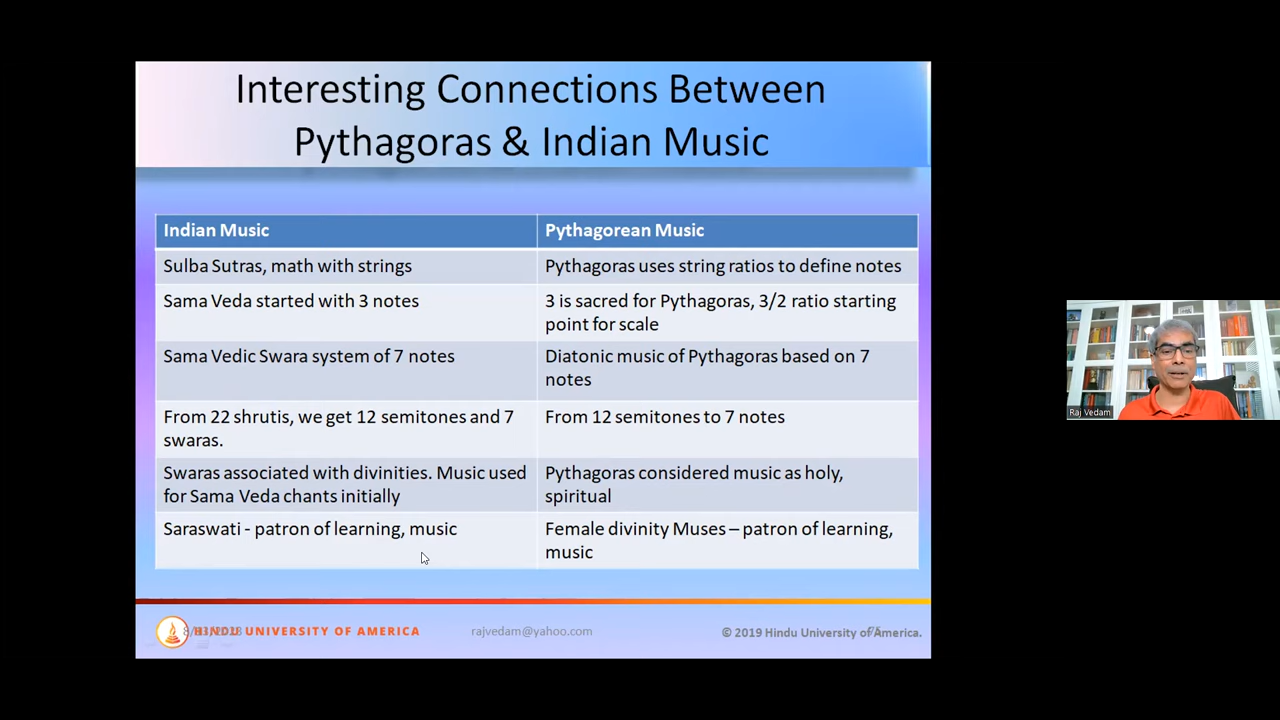 Interesting Connections Between
Pythagoras & Indian Music
Indian Music
Pythagorean Music
Sulba Sutras, math with strings
Pythagoras uses string ratios to define notes
Sama Veda started with 3 notes
3 is sacred for Pythagoras, 3/2 ratio starting
point for scale
Sama Vedic Swara system of 7 notes
Diatonic music of Pythagoras based on 7
notes
From 22 shrutis, we get 12 semitones and 7
swaras.
From 12 semitones to 7 notes
Swaras associated with divinities. Music used
for Sama Veda chants initially
Pythagoras considered music as holy,
spiritual
Saraswati - patron of learning, music
Female divinity Muses – patron of learning,
music
HINDU UNIVERSITY OF AMERICA
rajvedam@yahoo.com
© 2019 Hindu University of America.
Raj Vedam